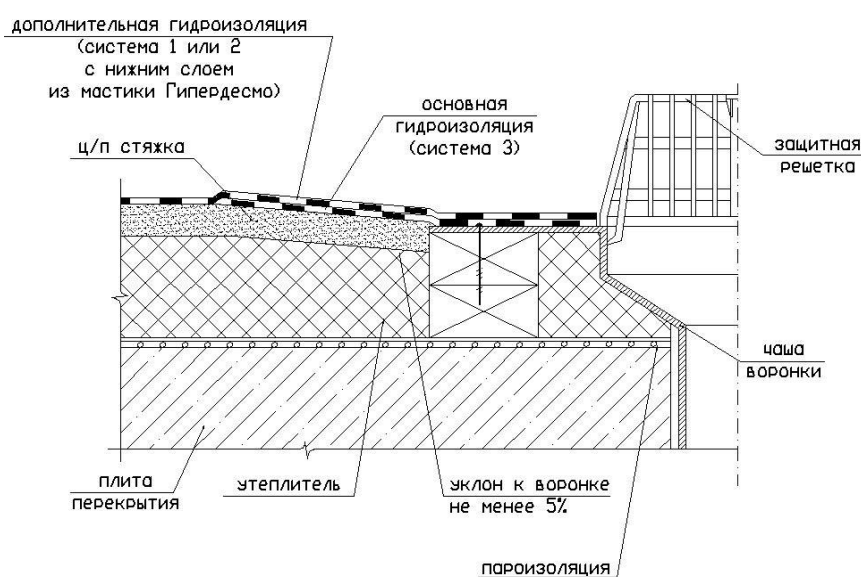 дополнительная гидроизоляция
(система 1 или 2
с нижним слоем
из мастики Гипердесмо)
основная
гидроизоляция
(система 3)
ц/п стяжка
защитная
решетка
чаша
воронки
плита
перекрытия
утеплитель
уклон к воронке
не менее 5%
пароизоляция